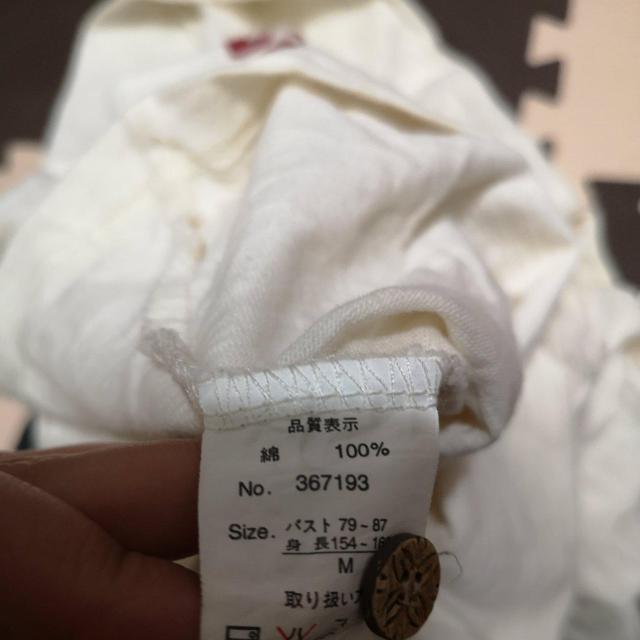 品質表示
綿 100%
No. 367193
Size. バスト 79~87
身長154~
M
取り扱い